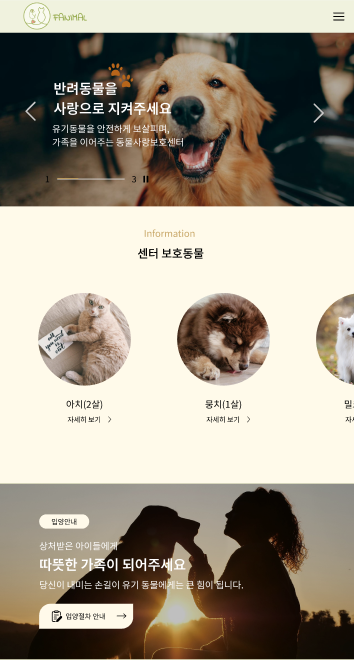 FANIMAL
반려동물을
사랑으로 지켜주세요
유기동물을 안전하게 보살피며,
가족을 이어주는 동물사랑보호센터
1 3
Information
센터 보호동물
아치(2살) 뭉치(1살)
자세히 보기 자세히 보기
입양안내
상처받은 아이들에게
따뜻한 가족이 되어주세요
당신이 내미는 손길이 유기 동물에게는 큰 힘이 됩니다.
입양절차 안내